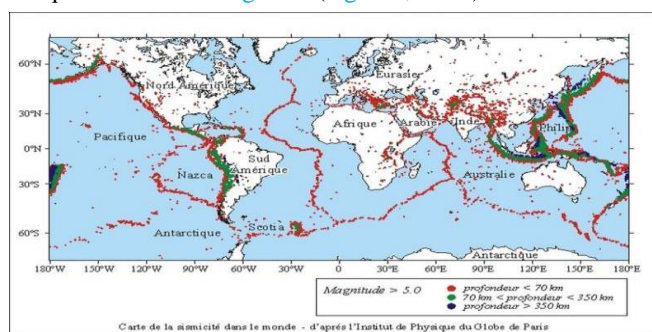 60°N
30°N
0°N
30°S
60°S
Nord Amérique
Eurasie
Afrique
Arabie
Inde
Philip
Pacifique
Sud
Amérique
Nazca
Australie
Scotia
Antarctique
Antarctique
180°W 150°W 120°W 90°W 60°W 30°W 0 30°E 60°E 90°E 120°E 150°E 180°E
Magnitude > 5.0
profondeur < 70 km
70 km < profondeur < 350 km
profondeur > 350 km
Carte de la sismicité dans le monde - d'après l'Institut de Physique du Globe de Paris